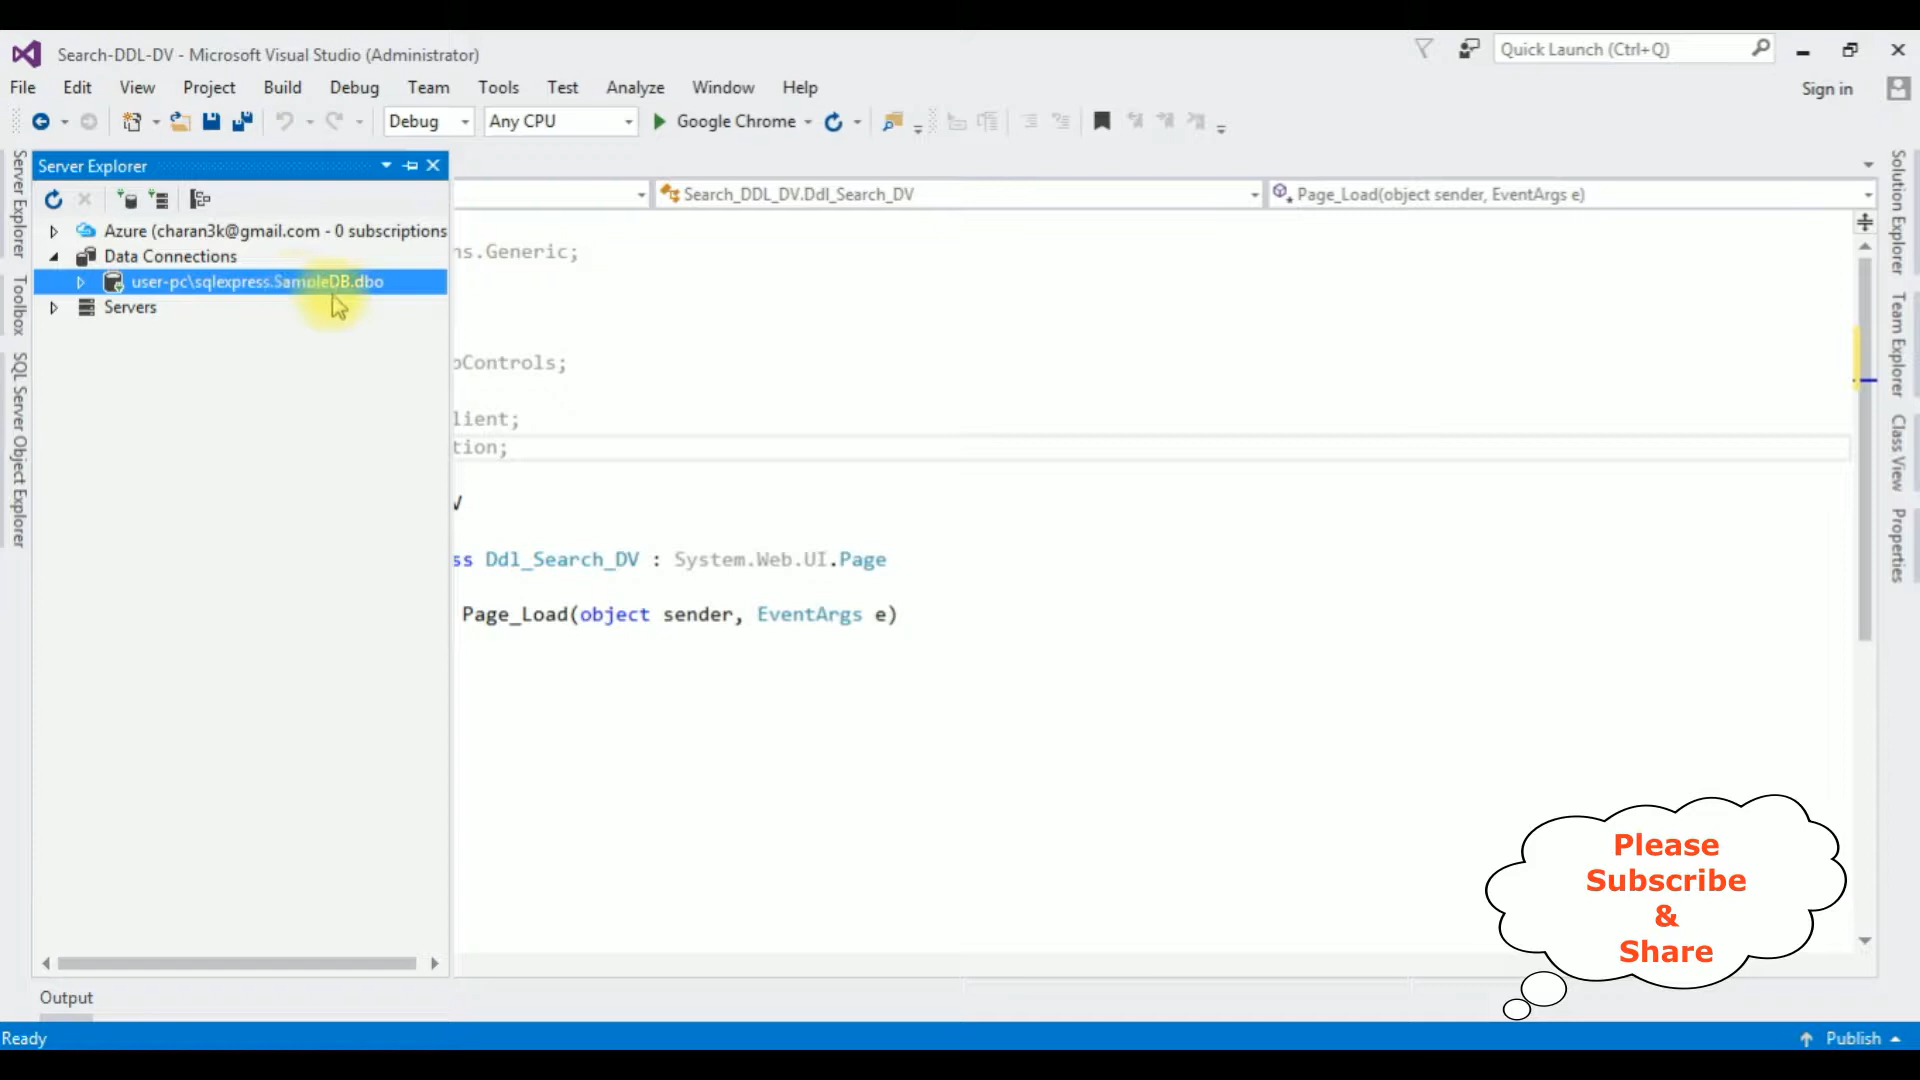 Search-DDL-DV - Microsoft Visual Studio (Administrator)
Quick Launch (Ctrl+Q)
File Edit View Project Build Debug Team Tools Test Analyze Window Help
Sign in
Debug Any CPU Google Chrome
Server Explorer
Toolbox
SQL Server Object Explorer
Server Explorer
Azure (charan3k@gmail.com - 0 subscriptions
Data Connections
user-pc\sqlexpress.SampleDB.dbo
Servers
Search_DDL_DV.Ddl_Search_DV
Page_Load(object sender, EventArgs e)
ns.Generic;
bControls;
lient;
tion;
V
ss Ddl_Search_DV : System.Web.UI.Page
Page_Load(object sender, EventArgs e)
Solution Explorer
Team Explorer
Class View
Properties
Please
Subscribe
&
Share
Output
Ready
Publish